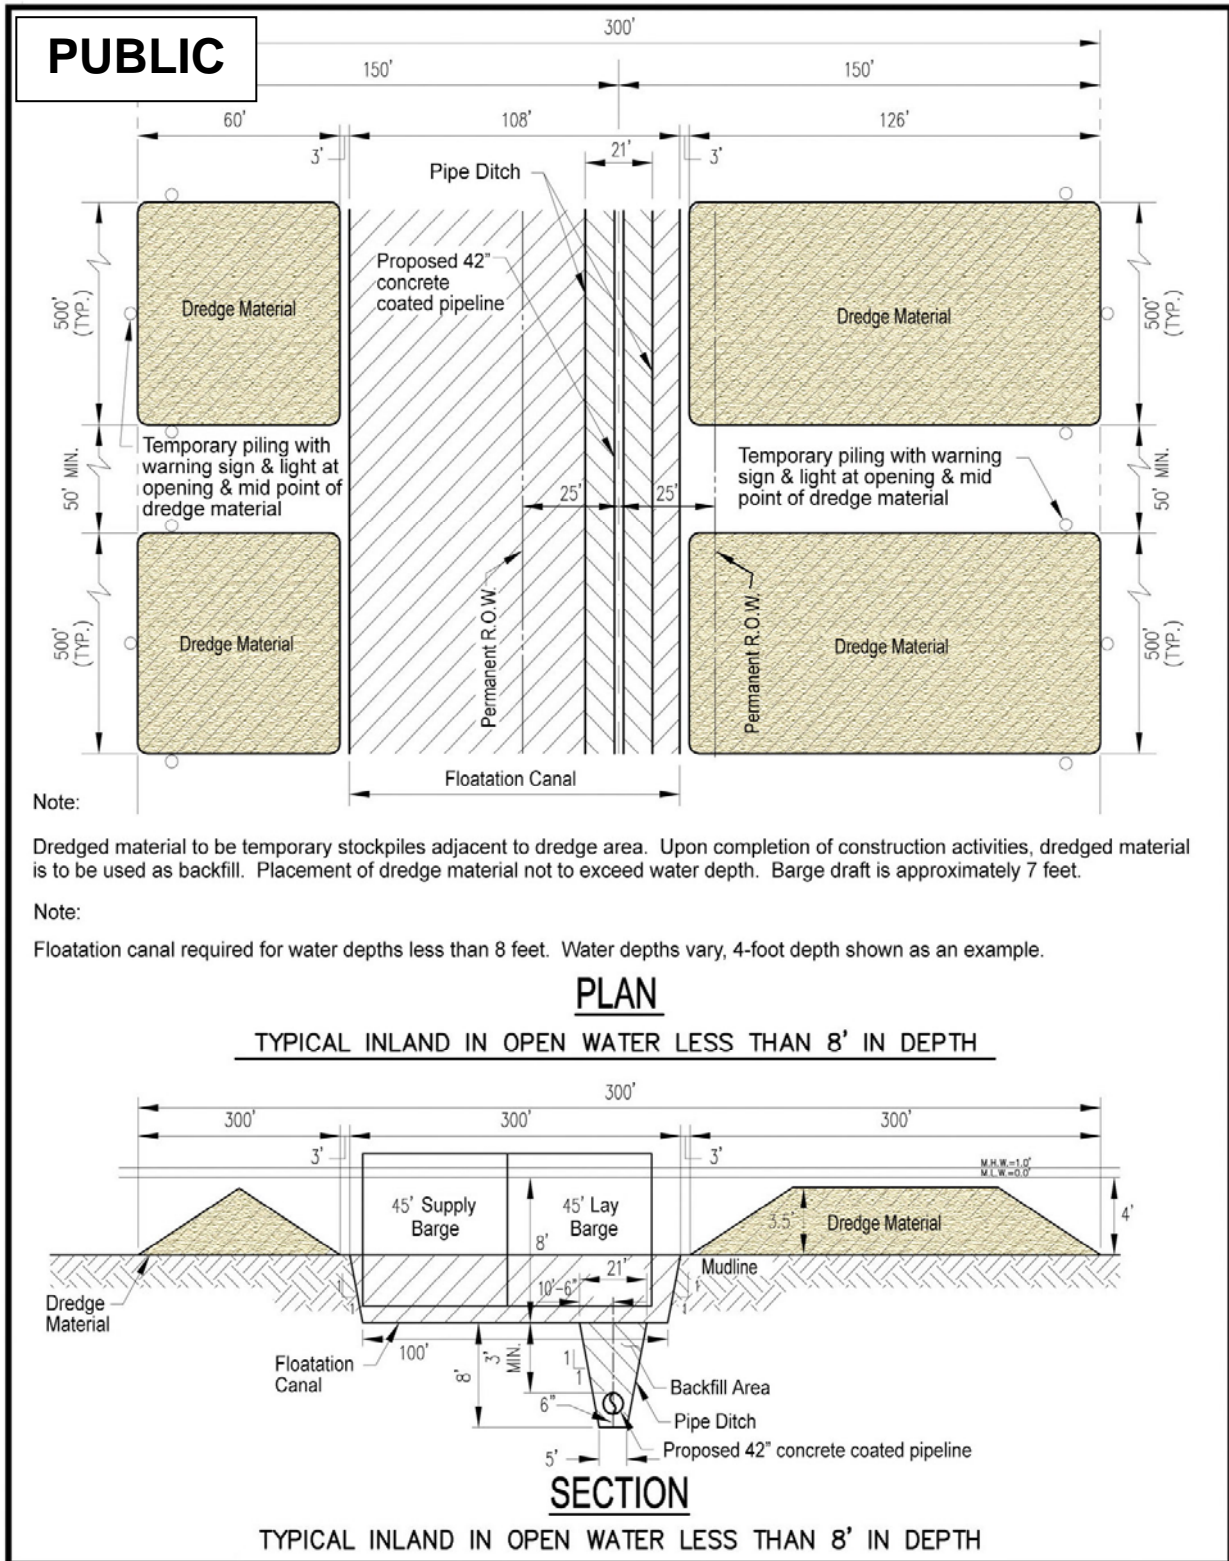 PUBLIC
300'
150'
150'
60'
108'
126'
3'
21'
3'
Pipe Ditch
Proposed 42"
concrete
coated pipeline
Dredge Material
Dredge Material
500'
(TYP.)
500'
(TYP.)
Temporary piling with
warning sign & light at
opening & mid point of
dredge material
50' MIN.
25'
25'
Temporary piling with warning
sign & light at opening & mid
point of dredge material
50' MIN.
500'
(TYP.)
Dredge Material
Permanent R.O.W.
Permanent R.O.W.
Dredge Material
500'
(TYP.)
Floatation Canal
Note:
Dredged material to be temporary stockpiles adjacent to dredge area. Upon completion of construction activities, dredged material
is to be used as backfill. Placement of dredge material not to exceed water depth. Barge draft is approximately 7 feet.
Note:
Floatation canal required for water depths less than 8 feet. Water depths vary, 4-foot depth shown as an example.
PLAN
TYPICAL INLAND IN OPEN WATER LESS THAN 8' IN DEPTH
300'
300'
300'
300'
3'
3'
M.H.W.=1.0'
M.L.W.=0.0'
45' Supply
Barge
45' Lay
Barge
8'
3.5'
Dredge Material
4'
Mudline
21'
10'-6"
1
1
1
1
Dredge
Material
Floatation
Canal
100'
8'
3'
MIN.
1
1
Backfill Area
6"
Pipe Ditch
5'
Proposed 42" concrete coated pipeline
SECTION
TYPICAL INLAND IN OPEN WATER LESS THAN 8' IN DEPTH